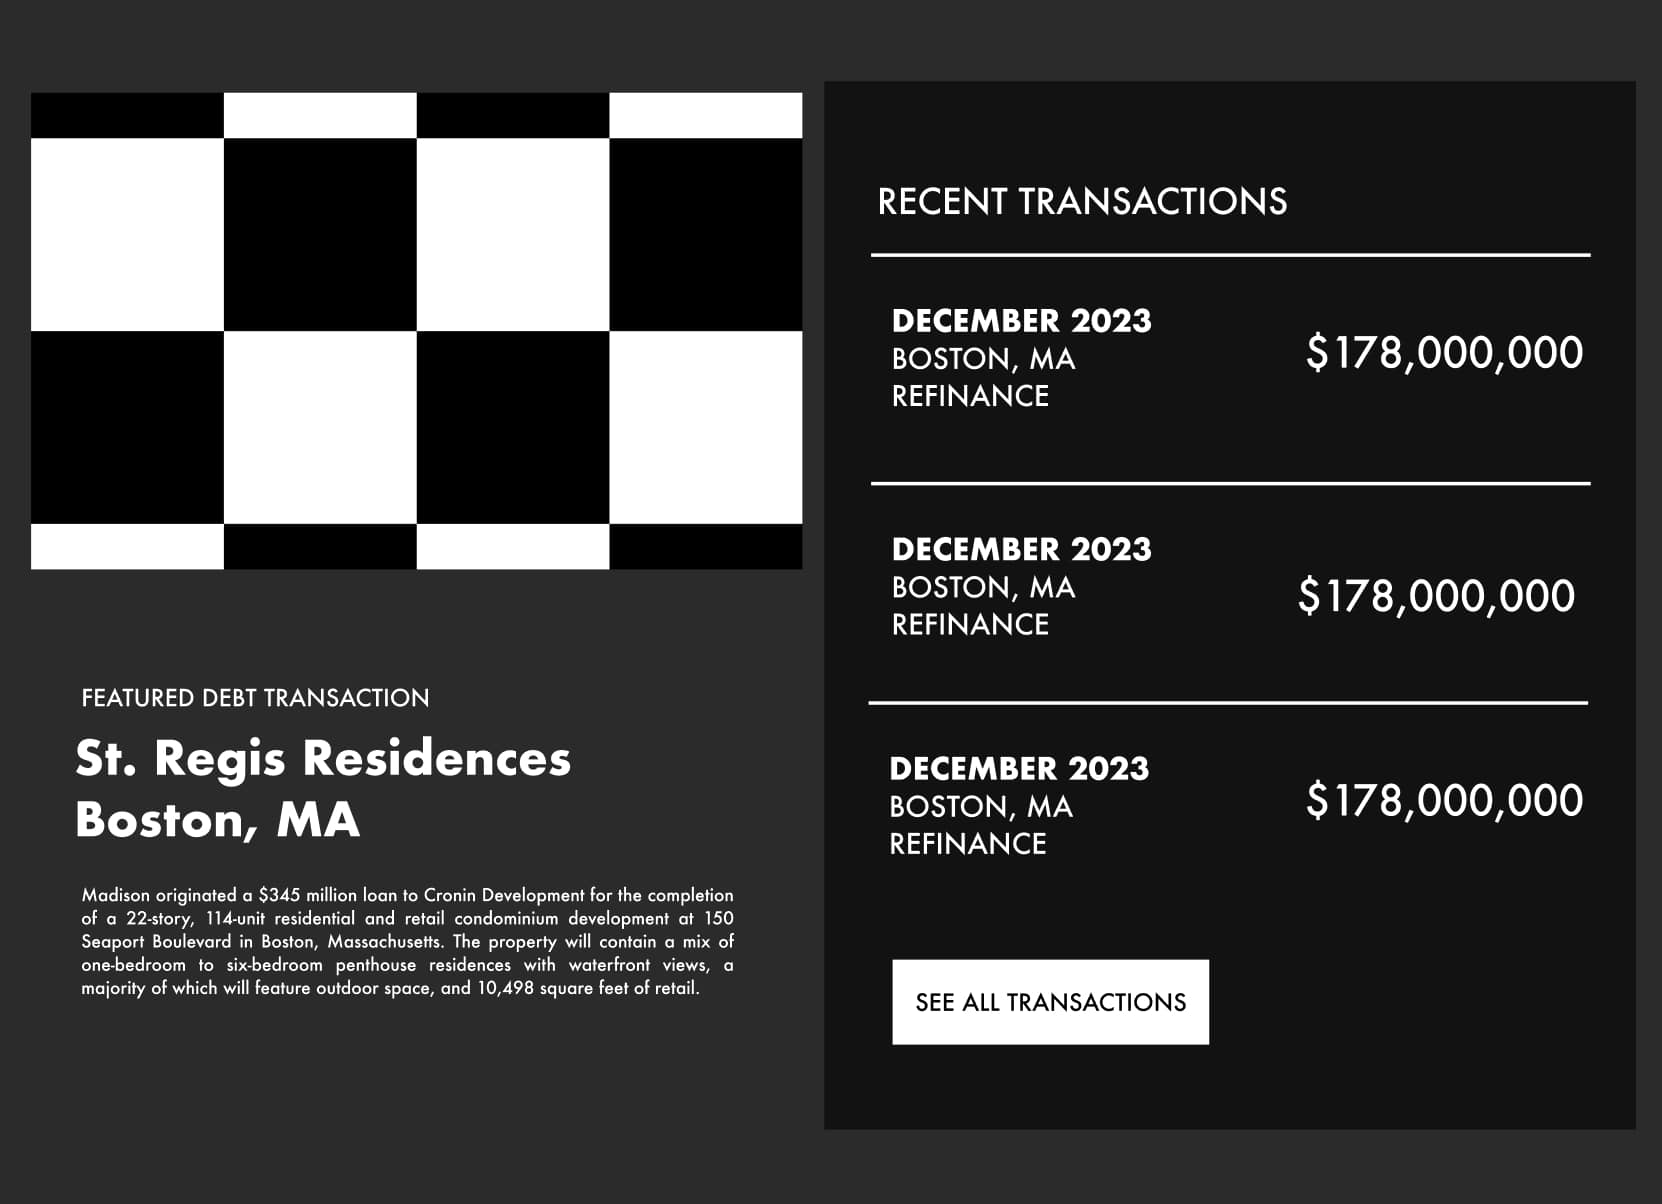 FEATURED DEBT TRANSACTION
St. Regis Residences
Boston, MA
Madison originated a $345 million loan to Cronin Development for the completion
of a 22-story, 114-unit residential and retail condominium development at 150
Seaport Boulevard in Boston, Massachusetts. The property will contain a mix of
one-bedroom to six-bedroom penthouse residences with waterfront views, a
majority of which will feature outdoor space, and 10,498 square feet of retail.
RECENT TRANSACTIONS
DECEMBER 2023
BOSTON, MA
REFINANCE
$178,000,000
DECEMBER 2023
BOSTON, MA
REFINANCE
$178,000,000
DECEMBER 2023
BOSTON, MA
REFINANCE
$178,000,000
SEE ALL TRANSACTIONS